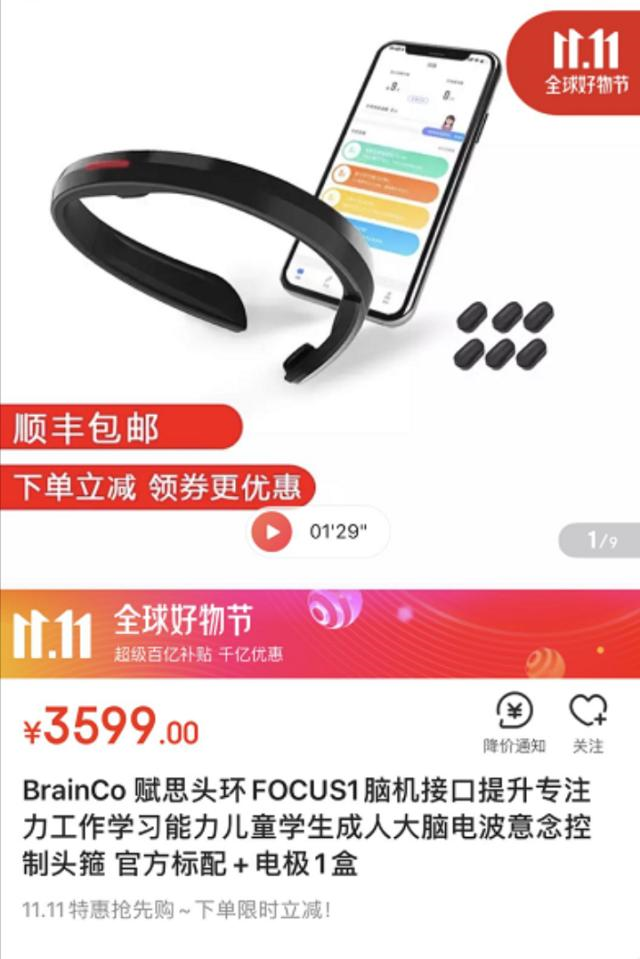 11.11
全球好物节
顺丰包邮
下单立减 领券更优惠
01'29"
1/9
11.11 全球好物节
超级百亿补贴 千亿优惠
¥3599.00
降价通知
关注
BrainCo 赋思头环FOCUS1脑机接口提升专注
力工作学习能力儿童学生成人大脑电波意念控
制头箍 官方标配+电极1盒
11.11特惠抢先购~下单限时立减!